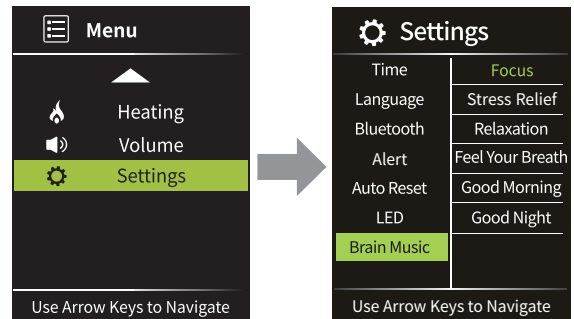 Menu
Heating
Volume
Settings
Use Arrow Keys to Navigate
Settings
Time
Language
Bluetooth
Alert
Auto Reset
LED
Brain Music
Focus
Stress Relief
Relaxation
Feel Your Breath
Good Morning
Good Night
Use Arrow Keys to Navigate